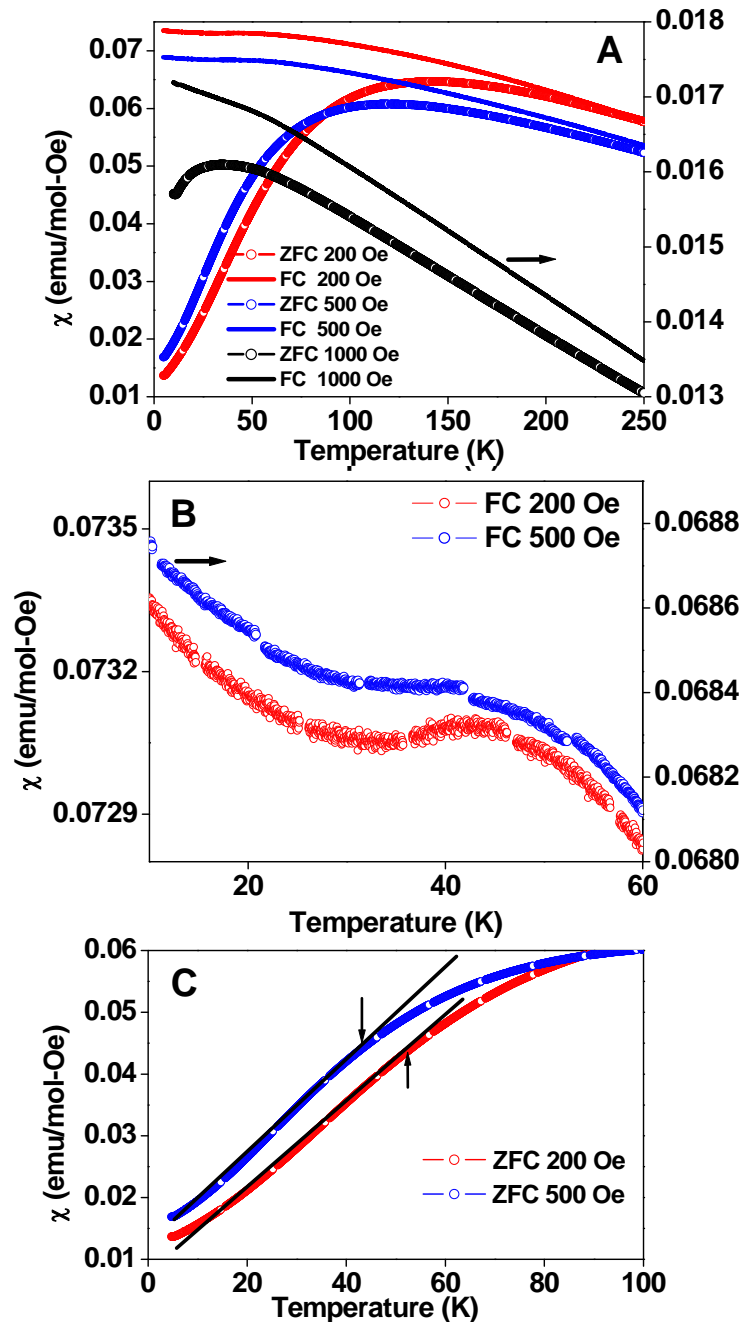 A
χ (emu/mol-Oe)
0.07
0.06
0.05
0.04
0.03
0.02
0.01
0.018
0.017
0.016
0.015
0.014
0.013
ZFC 200 Oe
FC 200 Oe
ZFC 500 Oe
FC 500 Oe
ZFC 1000 Oe
FC 1000 Oe
0 50 100 150 200 250
Temperature (K)
B
χ (emu/mol-Oe)
FC 200 Oe
FC 500 Oe
0.0735
0.0732
0.0729
0.0688
0.0686
0.0684
0.0682
0.0680
20 40 60
Temperature (K)
C
χ (emu/mol-Oe)
0.06
0.05
0.04
0.03
0.02
0.01
ZFC 200 Oe
ZFC 500 Oe
0 20 40 60 80 100
Temperature (K)